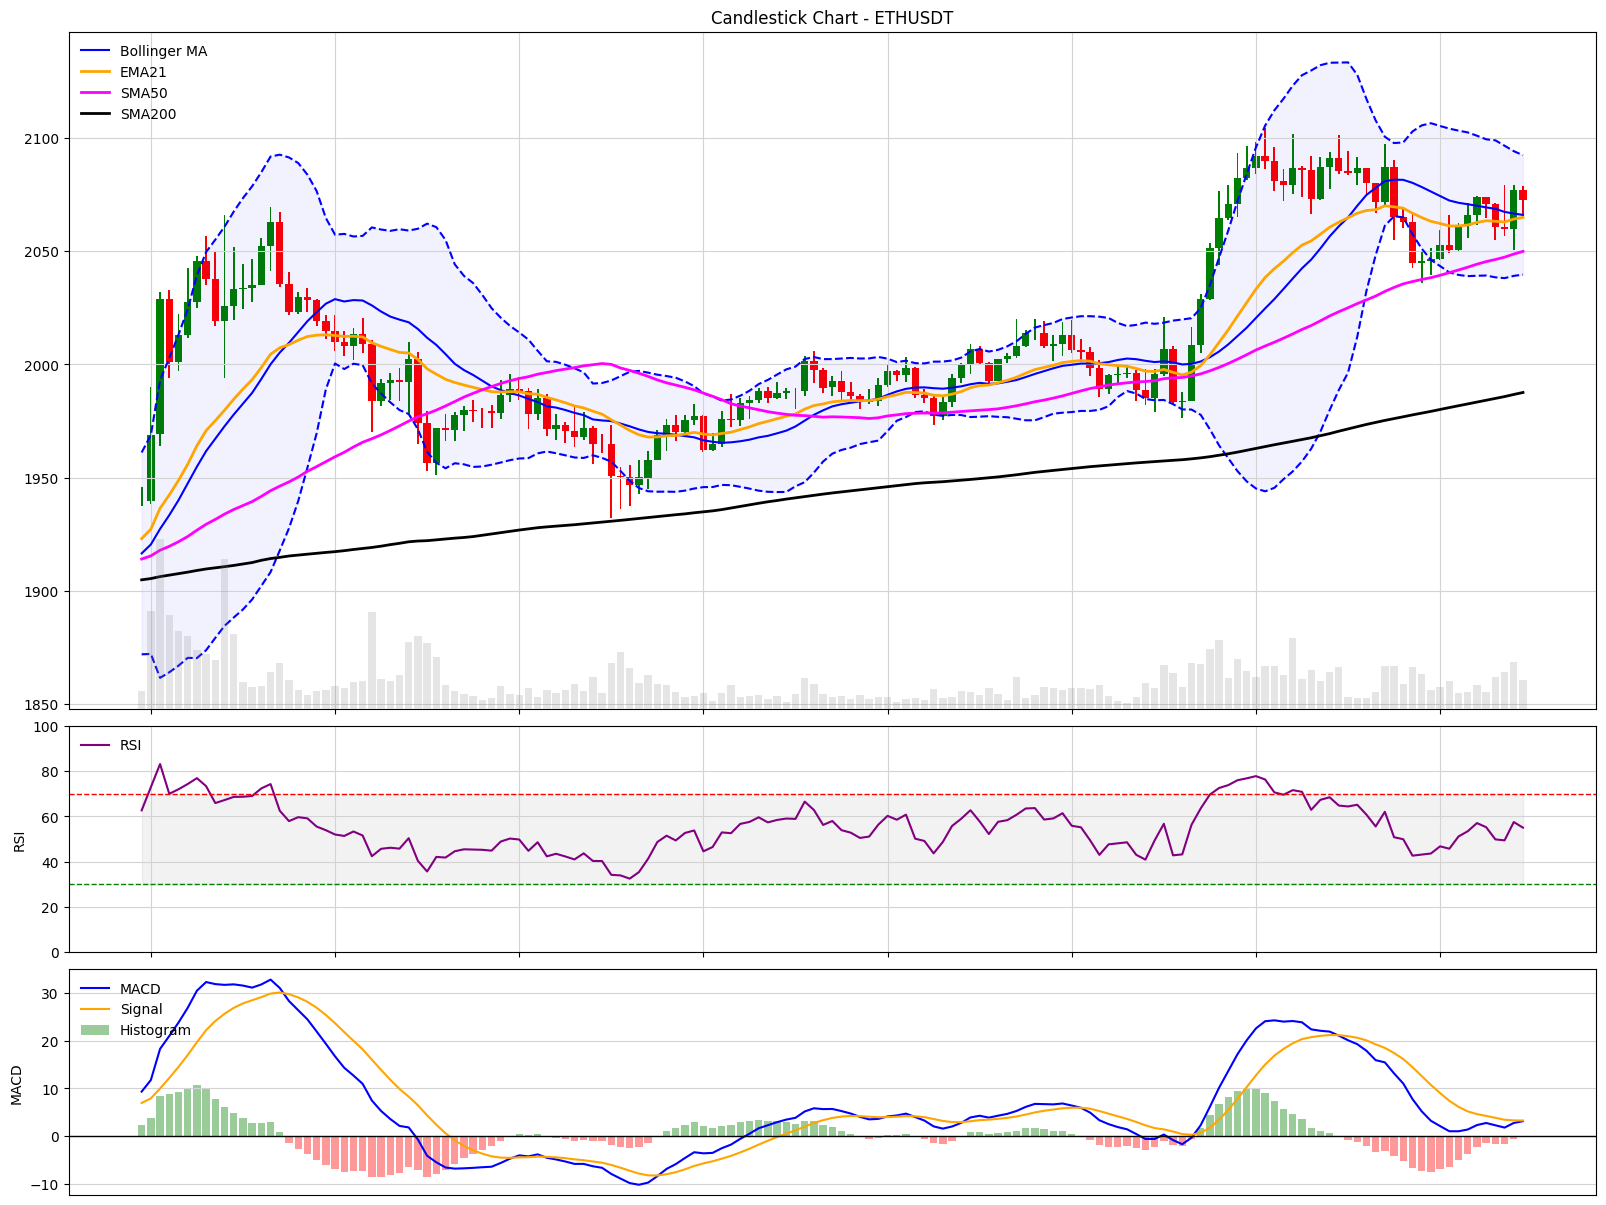 Candlestick Chart - ETHUSDT
Bollinger MA
EMA21
SMA50
SMA200
2100
2050
2000
1950
1900
1850
RSI
100
80
60
40
20
0
RSI
MACD
Signal
Histogram
30
20
10
0
−10
MACD